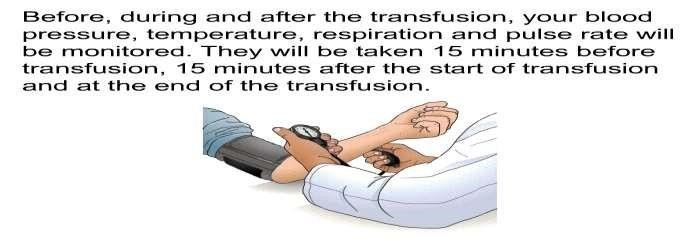 Before, during and after the transfusion, your blood
pressure, temperature, respiration and pulse rate will
be monitored. They will be taken 15 minutes before
transfusion, 15 minutes after the start of transfusion
and at the end of the transfusion.